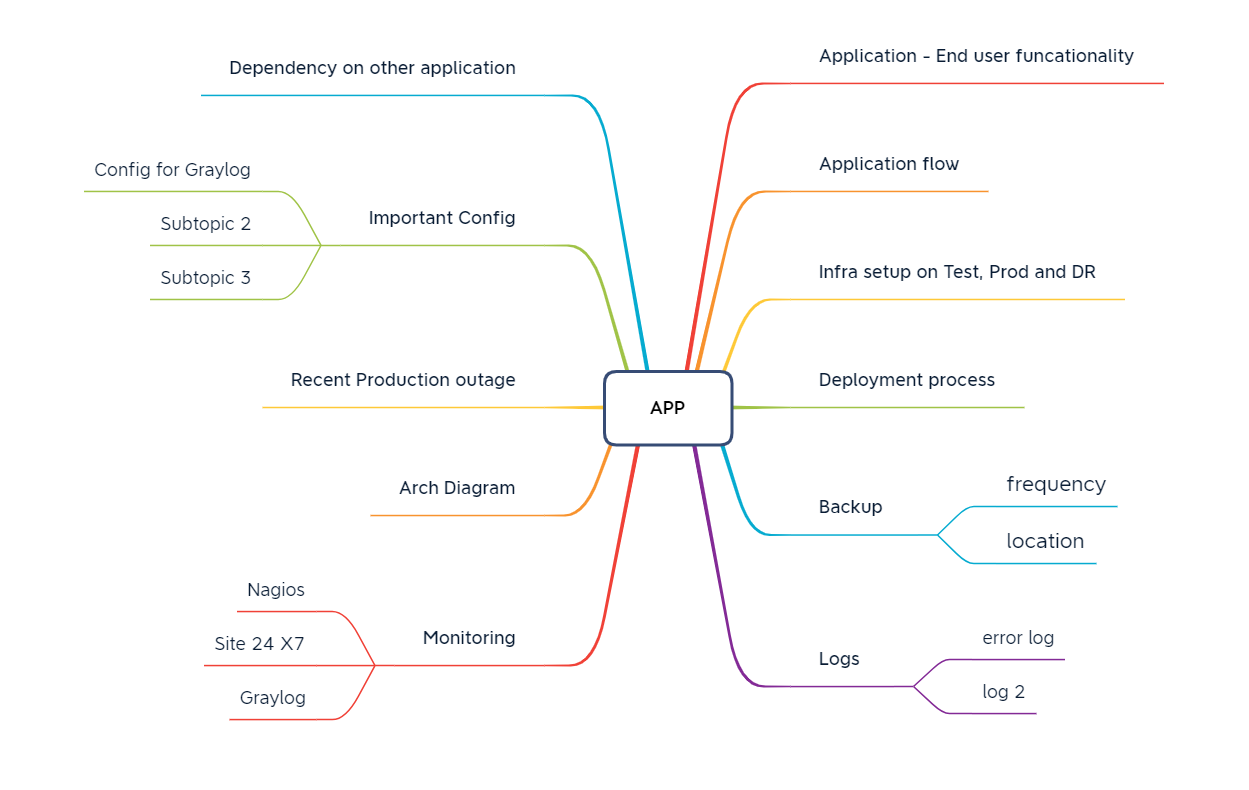 Dependency on other application
Config for Graylog
Subtopic 2
Subtopic 3
Important Config
Recent Production outage
Arch Diagram
Nagios
Site 24 X7
Graylog
Monitoring
APP
Application - End user funcationality
Application flow
Infra setup on Test, Prod and DR
Deployment process
Backup
frequency
location
Logs
error log
log 2